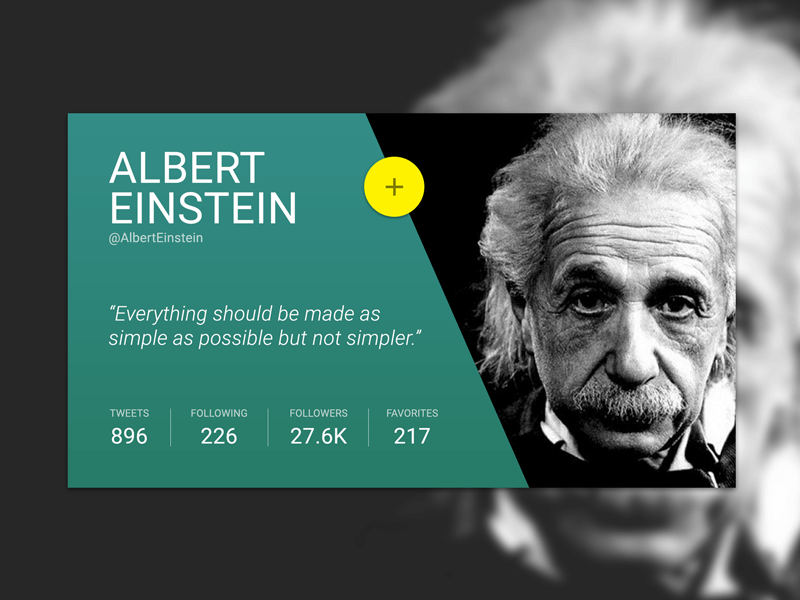 ALBERT
EINSTEIN
@AlbertEinstein
+
“Everything should be made as
simple as possible but not simpler.”
TWEETS FOLLOWING FOLLOWERS FAVORITES
896 226 27.6K 217